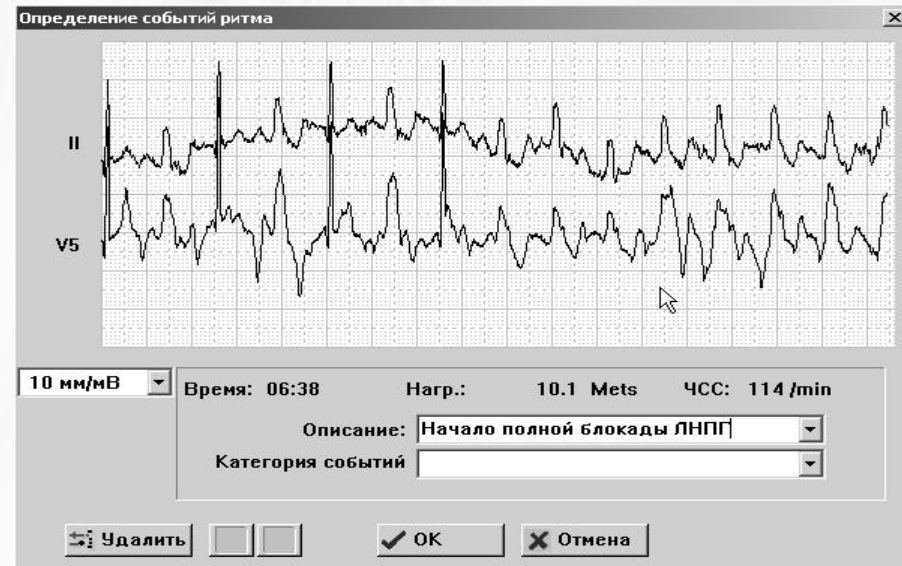 Определение событий ритма
II
V5
10 мм/мВ
Время: 06:38 Нагр.: 10.1 Mets ЧСС: 114 /min
Описание: Начало полной блокады ЛНПГ
Категория событий
Удалить OK Отмена